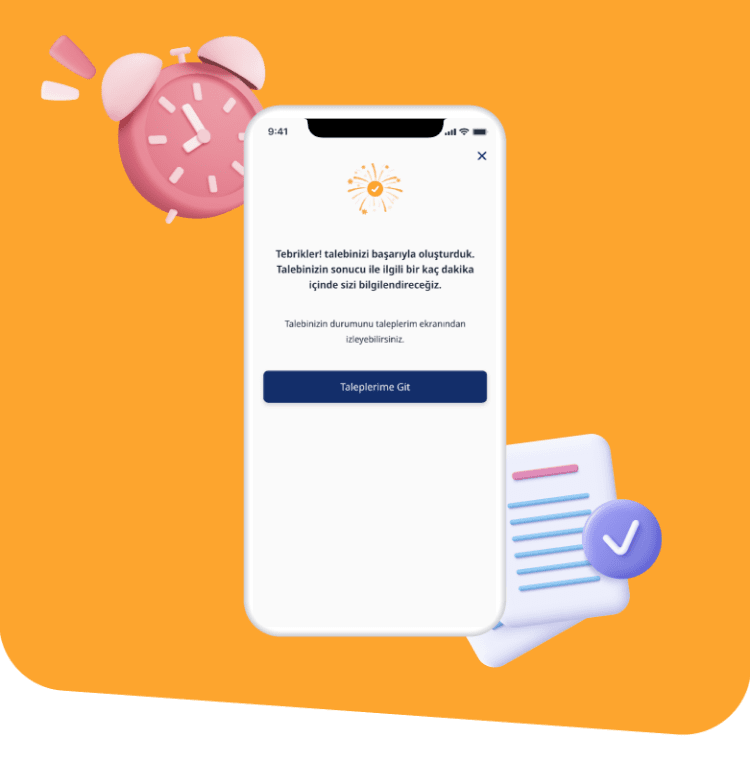 9:41
Tebrikler! talebinizi başarıyla oluşturduk.
Talebinizin sonucu ile ilgili bir kaç dakika
içinde sizi bilgilendireceğiz.
Talebinizin durumunu taleplerim ekranından
izleyebilirsiniz.
Taleplerime Git